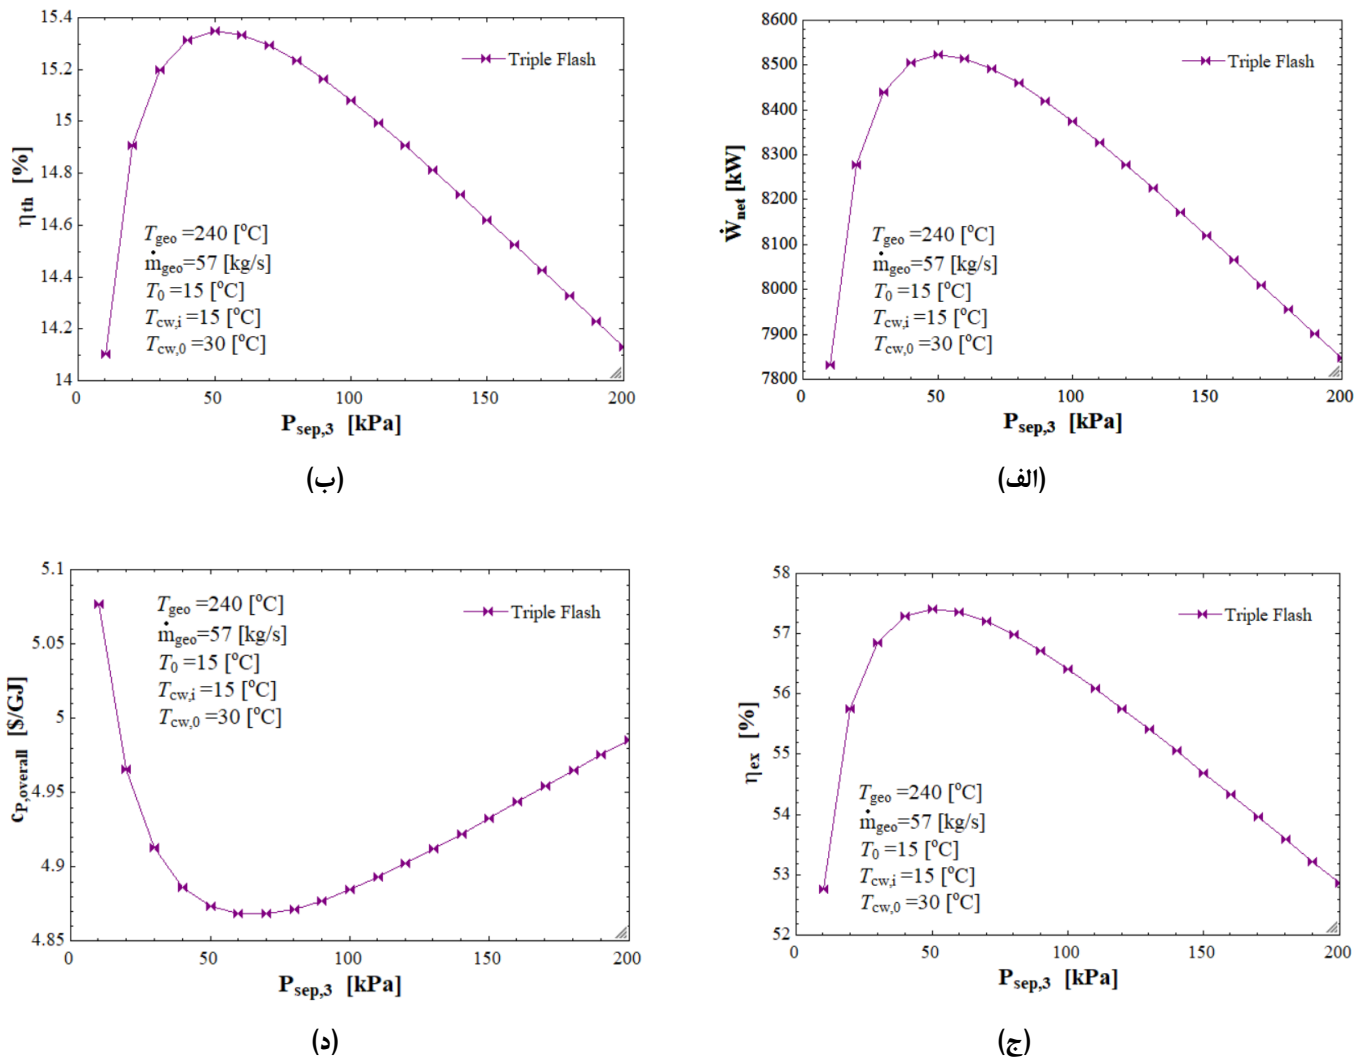 15.4
15.2
15
14.8
14.6
14.4
14.2
14
η_th [%]
Triple Flash
T_geo =240 [°C]
ṁ_geo=57 [kg/s]
T_0 =15 [°C]
T_cw,i =15 [°C]
T_cw,0 =30 [°C]
0 50 100 150 200
P_sep,3 [kPa]
(ب)
8600
8500
8400
8300
8200
8100
8000
7900
7800
Ẇ_net [kW]
Triple Flash
T_geo =240 [°C]
ṁ_geo=57 [kg/s]
T_0 =15 [°C]
T_cw,i =15 [°C]
T_cw,0 =30 [°C]
0 50 100 150 200
P_sep,3 [kPa]
(الف)
5.1
5.05
5
4.95
4.9
4.85
c_P,overall [$/GJ]
T_geo =240 [°C]
Triple Flash
ṁ_geo=57 [kg/s]
T_0 =15 [°C]
T_cw,i =15 [°C]
T_cw,0 =30 [°C]
0 50 100 150 200
P_sep,3 [kPa]
(د)
58
57
56
55
54
53
52
η_ex [%]
Triple Flash
T_geo =240 [°C]
ṁ_geo=57 [kg/s]
T_0 =15 [°C]
T_cw,i =15 [°C]
T_cw,0 =30 [°C]
0 50 100 150 200
P_sep,3 [kPa]
(ج)